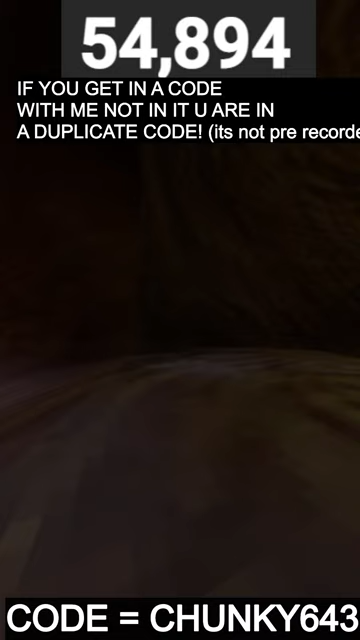 54,894
IF YOU GET IN A CODE
WITH ME NOT IN IT U ARE IN
A DUPLICATE CODE! (its not pre recorde
CODE = CHUNKY643